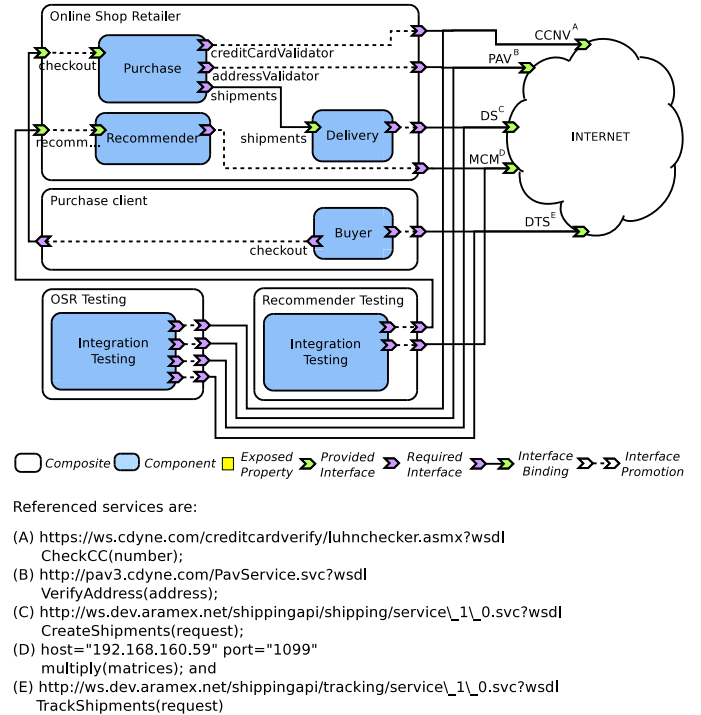 Online Shop Retailer
CCNV A
creditCardValidator
PAV B
checkout
Purchase
addressValidator
shipments
DS C
INTERNET
recomm...
Recommender
shipments
Delivery
MCM D
Purchase client
DTS E
Buyer
checkout
OSR Testing
Recommender Testing
Integration
Testing
Integration
Testing
Composite
Component
Exposed
Property
Provided
Interface
Required
Interface
Interface
Binding
Interface
Promotion
Referenced services are:
(A) https://ws.cdyne.com/creditcardverify/luhnchecker.asmx?wsdl
CheckCC(number);
(B) http://pav3.cdyne.com/PavService.svc?wsdl
VerifyAddress(address);
(C) http://ws.dev.aramex.net/shippingapi/shipping/service\_1\_0.svc?wsdl
CreateShipments(request);
(D) host="192.168.160.59" port="1099"
multiply(matrices); and
(E) http://ws.dev.aramex.net/shippingapi/tracking/service\_1\_0.svc?wsdl
TrackShipments(request)